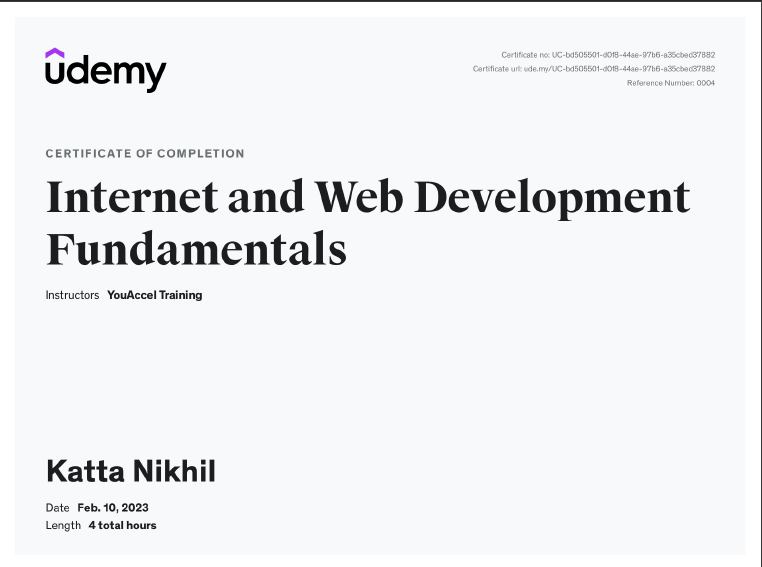 udemy
Certificate no: UC-bd505501-d0f8-44ae-97b6-a35cbed37882
Certificate url: ude.my/UC-bd505501-d0f8-44ae-97b6-a35cbed37882
Reference Number: 0004
CERTIFICATE OF COMPLETION
Internet and Web Development
Fundamentals
Instructors YouAccel Training
Katta Nikhil
Date Feb. 10, 2023
Length 4 total hours